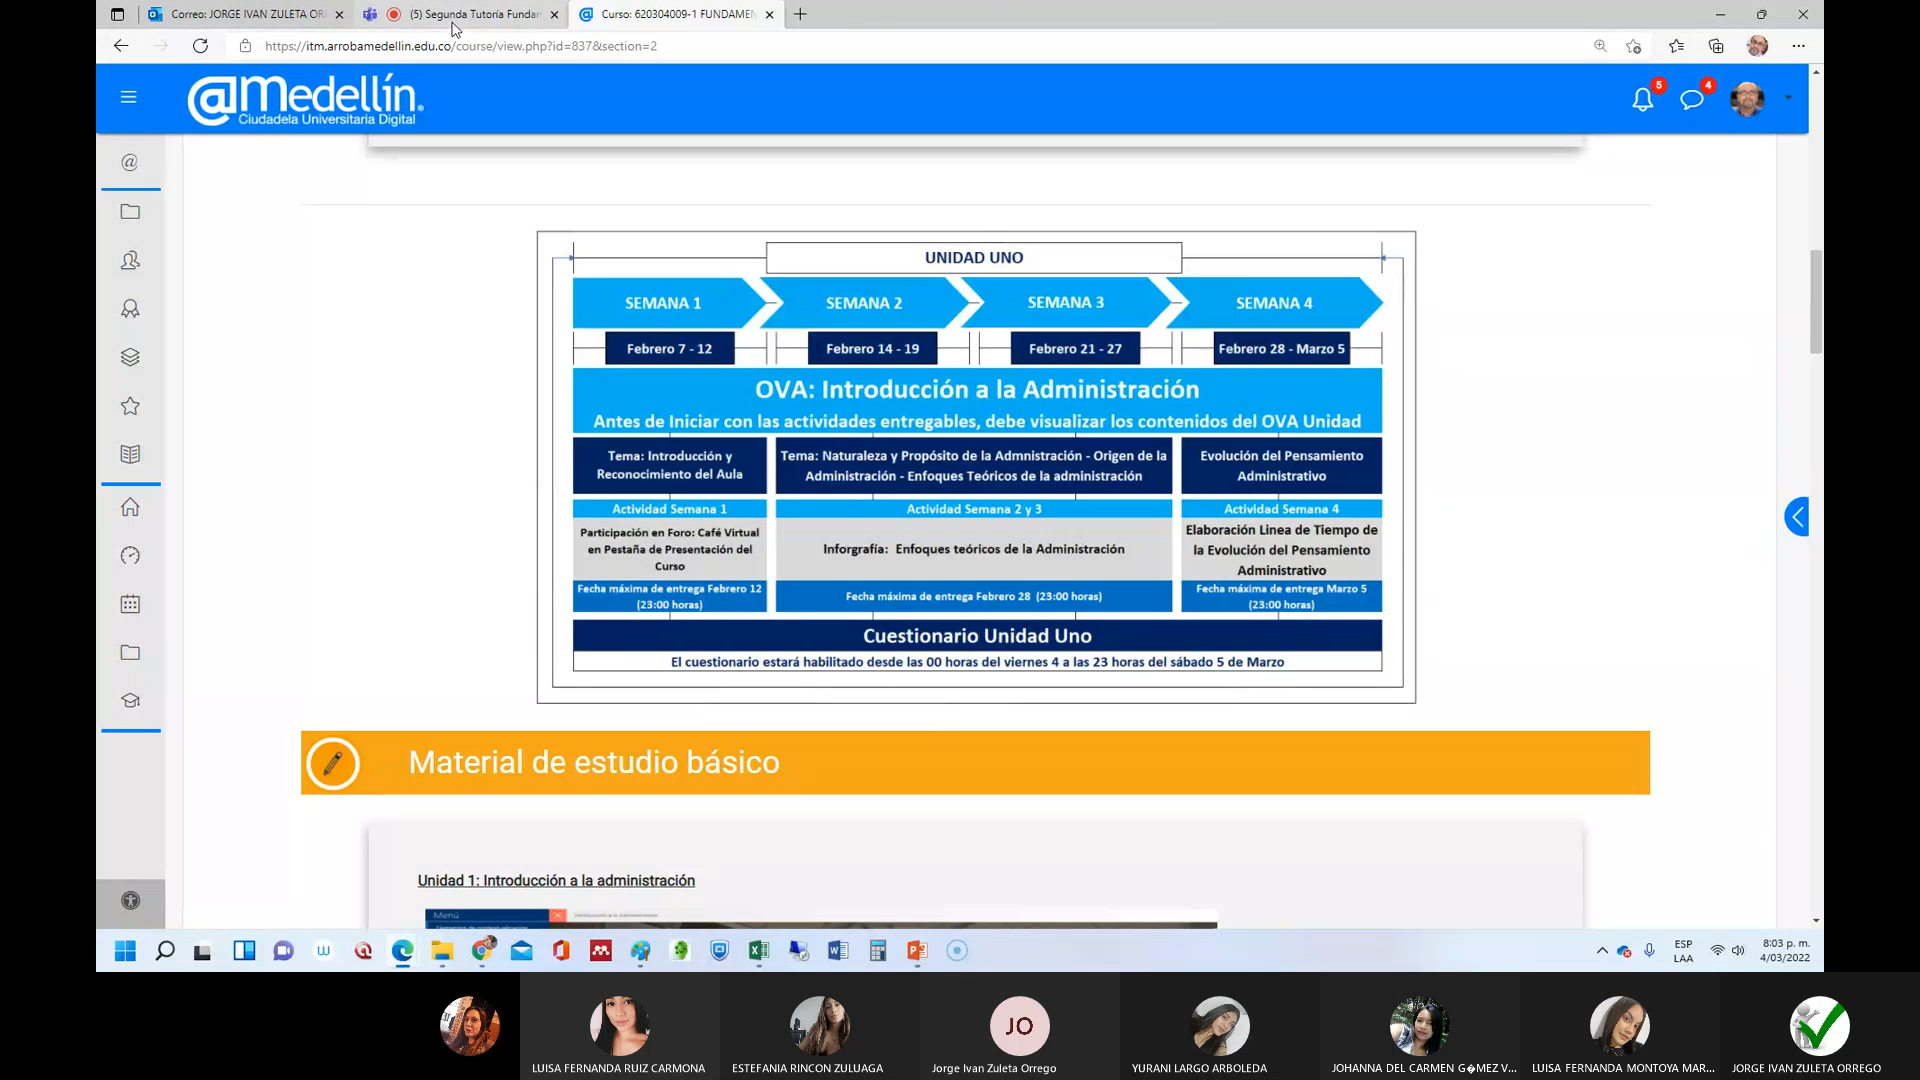 Correo: JORGE IVAN ZULETA OR
(5) Segunda Tutoría Fundam
Curso: 620304009-1 FUNDAMEN
https://itm.arrobamedellin.edu.co/course/view.php?id=837&section=2
@Medellín
Ciudadela Universitaria Digital
5
4
UNIDAD UNO
SEMANA 1
SEMANA 2
SEMANA 3
SEMANA 4
Febrero 7 - 12
Febrero 14 - 19
Febrero 21 - 27
Febrero 28 - Marzo 5
OVA: Introducción a la Administración
Antes de Iniciar con las actividades entregables, debe visualizar los contenidos del OVA Unidad
Tema: Introducción y
Reconocimiento del Aula
Tema: Naturaleza y Propósito de la Admnistración - Origen de la
Administración - Enfoques Teóricos de la administración
Evolución del Pensamiento
Administrativo
Actividad Semana 1
Actividad Semana 2 y 3
Actividad Semana 4
Participación en Foro: Café Virtual
en Pestaña de Presentación del
Curso
Inforgrafía: Enfoques teóricos de la Administración
Elaboración Linea de Tiempo de
la Evolución del Pensamiento
Administrativo
Fecha máxima de entrega Febrero 12
(23:00 horas)
Fecha máxima de entrega Febrero 28 (23:00 horas)
Fecha máxima de entrega Marzo 5
(23:00 horas)
Cuestionario Unidad Uno
El cuestionario estará habilitado desde las 00 horas del viernes 4 a las 23 horas del sábado 5 de Marzo
Material de estudio básico
Unidad 1: Introducción a la administración
Menú
Introducción a la Administración
ESP
LAA
8:03 p. m.
4/03/2022
JO
LUISA FERNANDA RUIZ CARMONA
ESTEFANIA RINCON ZULUAGA
Jorge Ivan Zuleta Orrego
YURANI LARGO ARBOLEDA
JOHANNA DEL CARMEN G�MEZ V...
LUISA FERNANDA MONTOYA MAR...
JORGE IVAN ZULETA ORREGO